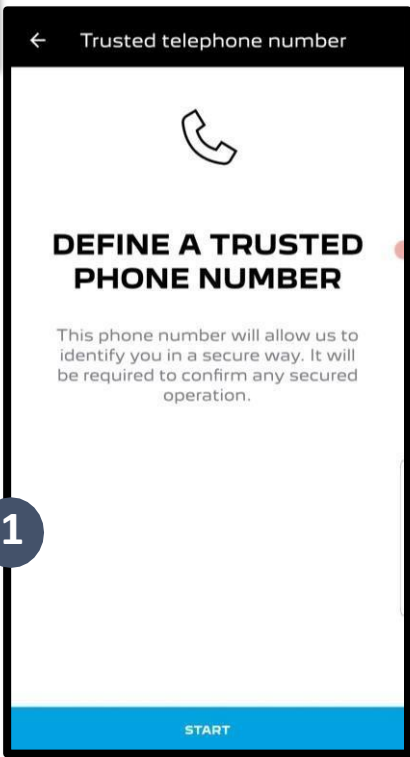 Trusted telephone number
DEFINE A TRUSTED
PHONE NUMBER
This phone number will allow us to
identify you in a secure way. It will
be required to confirm any secured
operation.
1
START